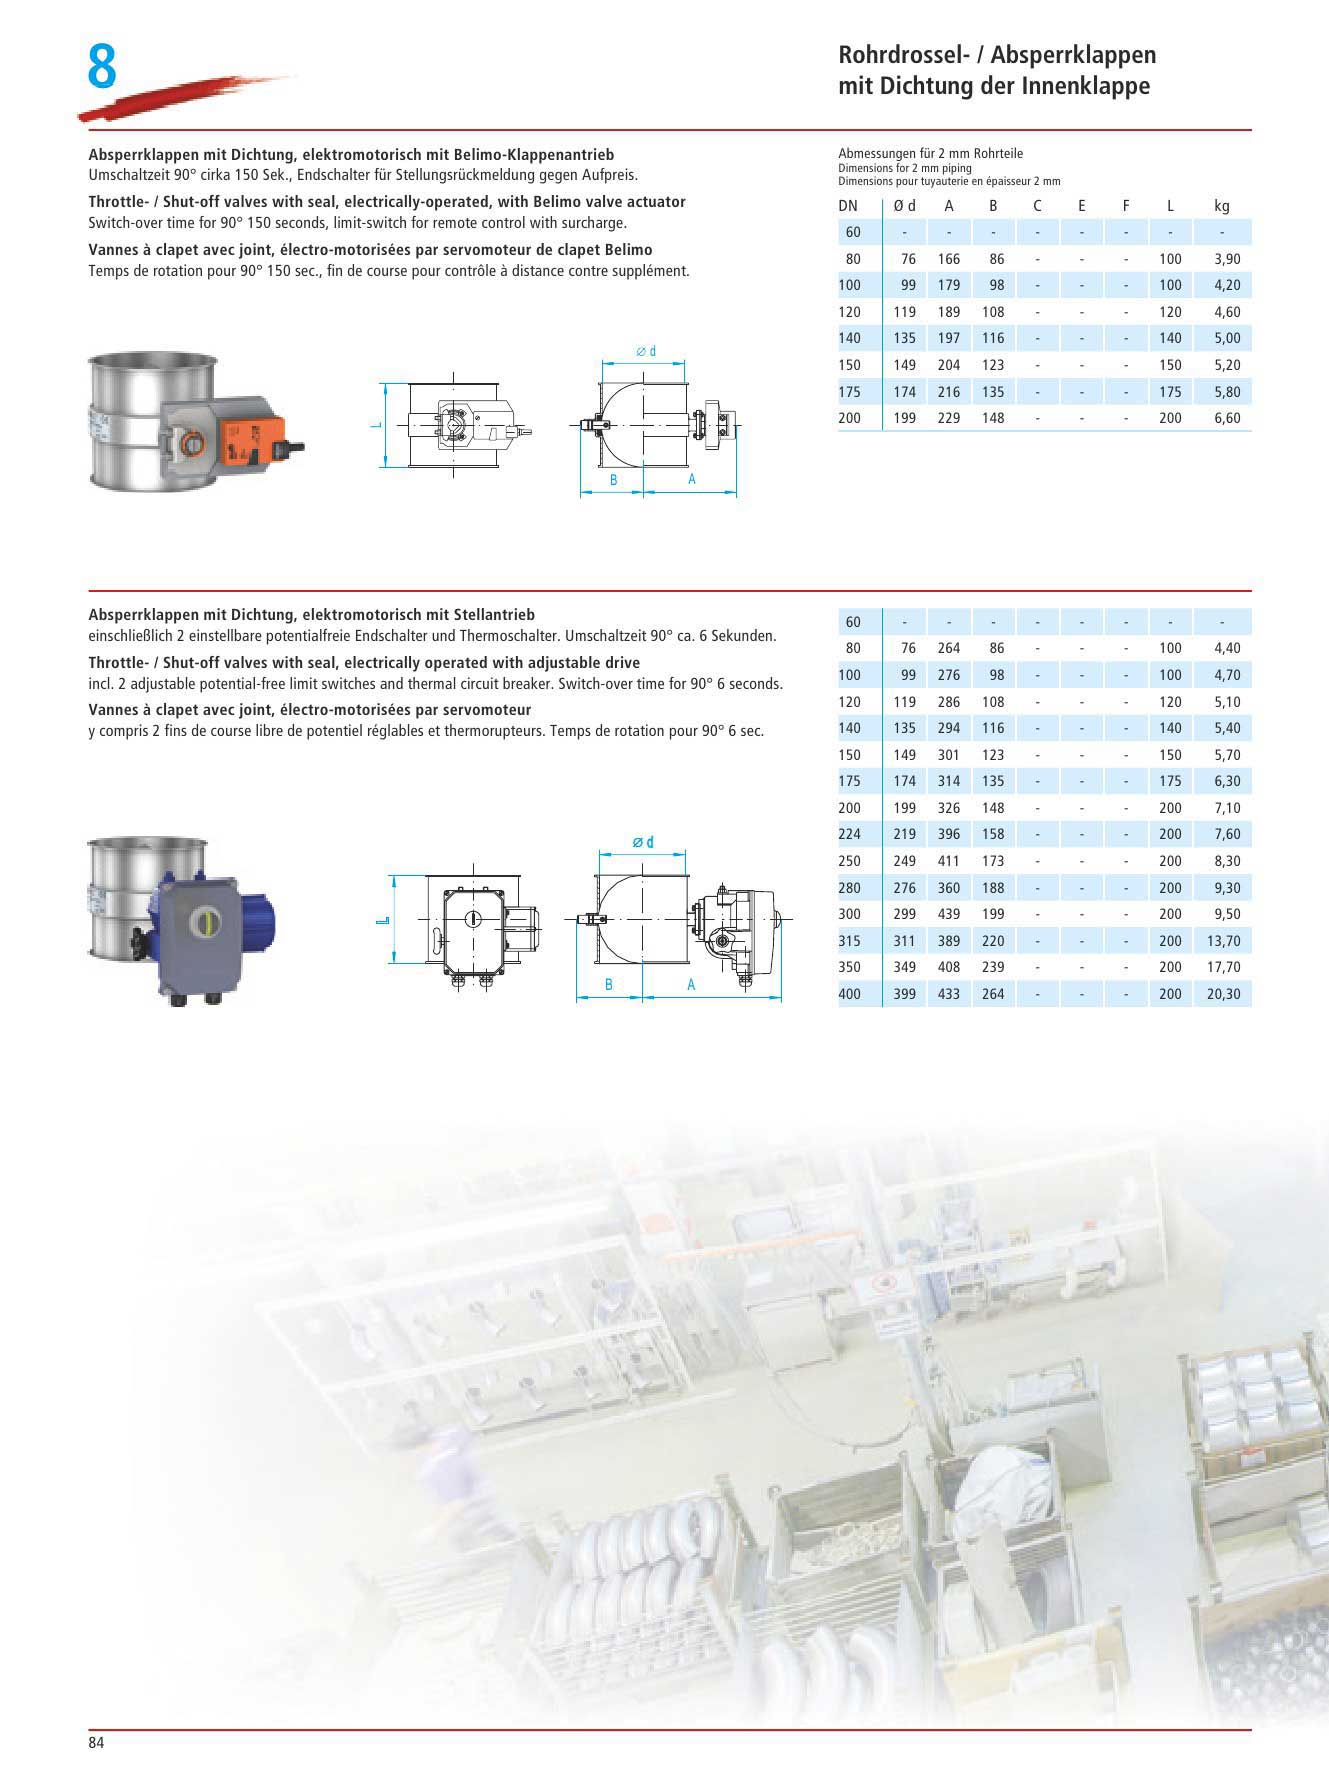 8
Rohrdrossel- / Absperrklappen
mit Dichtung der Innenklappe
Absperrklappen mit Dichtung, elektromotorisch mit Belimo-Klappenantrieb
Umschaltzeit 90° cirka 150 Sek., Endschalter für Stellungsrückmeldung gegen Aufpreis.
Throttle- / Shut-off valves with seal, electrically-operated, with Belimo valve actuator
Switch-over time for 90° 150 seconds, limit-switch for remote control with surcharge.
Vannes à clapet avec joint, électro-motorisées par servomoteur de clapet Belimo
Temps de rotation pour 90° 150 sec., fin de course pour contrôle à distance contre supplément.
L
Ø d
B A
Abmessungen für 2 mm Rohrteile
Dimensions for 2 mm piping
Dimensions pour tuyauterie en épaisseur 2 mm
DN Ø d A B C E F L kg
60 - - - - - - - -
80 76 166 86 - - - 100 3,90
100 99 179 98 - - - 100 4,20
120 119 189 108 - - - 120 4,60
140 135 197 116 - - - 140 5,00
150 149 204 123 - - - 150 5,20
175 174 216 135 - - - 175 5,80
200 199 229 148 - - - 200 6,60
Absperrklappen mit Dichtung, elektromotorisch mit Stellantrieb
einschließlich 2 einstellbare potentialfreie Endschalter und Thermoschalter. Umschaltzeit 90° ca. 6 Sekunden.
Throttle- / Shut-off valves with seal, electrically operated with adjustable drive
incl. 2 adjustable potential-free limit switches and thermal circuit breaker. Switch-over time for 90° 6 seconds.
Vannes à clapet avec joint, électro-motorisées par servomoteur
y compris 2 fins de course libre de potentiel réglables et thermorupteurs. Temps de rotation pour 90° 6 sec.
L
Ø d
B A
60 - - - - - - - -
80 76 264 86 - - - 100 4,40
100 99 276 98 - - - 100 4,70
120 119 286 108 - - - 120 5,10
140 135 294 116 - - - 140 5,40
150 149 301 123 - - - 150 5,70
175 174 314 135 - - - 175 6,30
200 199 326 148 - - - 200 7,10
224 219 396 158 - - - 200 7,60
250 249 411 173 - - - 200 8,30
280 276 360 188 - - - 200 9,30
300 299 439 199 - - - 200 9,50
315 311 389 220 - - - 200 13,70
350 349 408 239 - - - 200 17,70
400 399 433 264 - - - 200 20,30
84